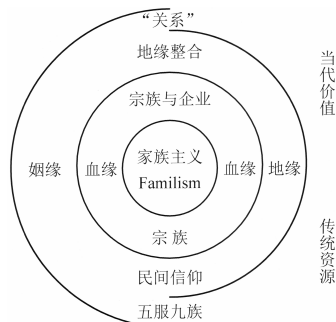 “关系”
地缘整合
宗族与企业
家族主义
Familism
姻缘
血缘
血缘
地缘
宗族
民间信仰
五服九族
当代价值
传统资源